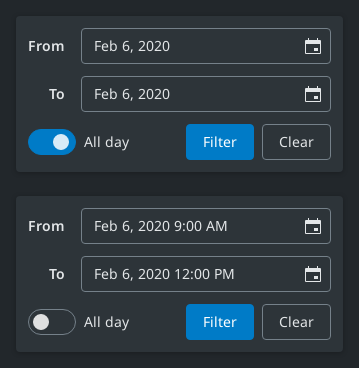 From Feb 6, 2020
To Feb 6, 2020
All day Filter Clear
From Feb 6, 2020 9:00 AM
To Feb 6, 2020 12:00 PM
All day Filter Clear